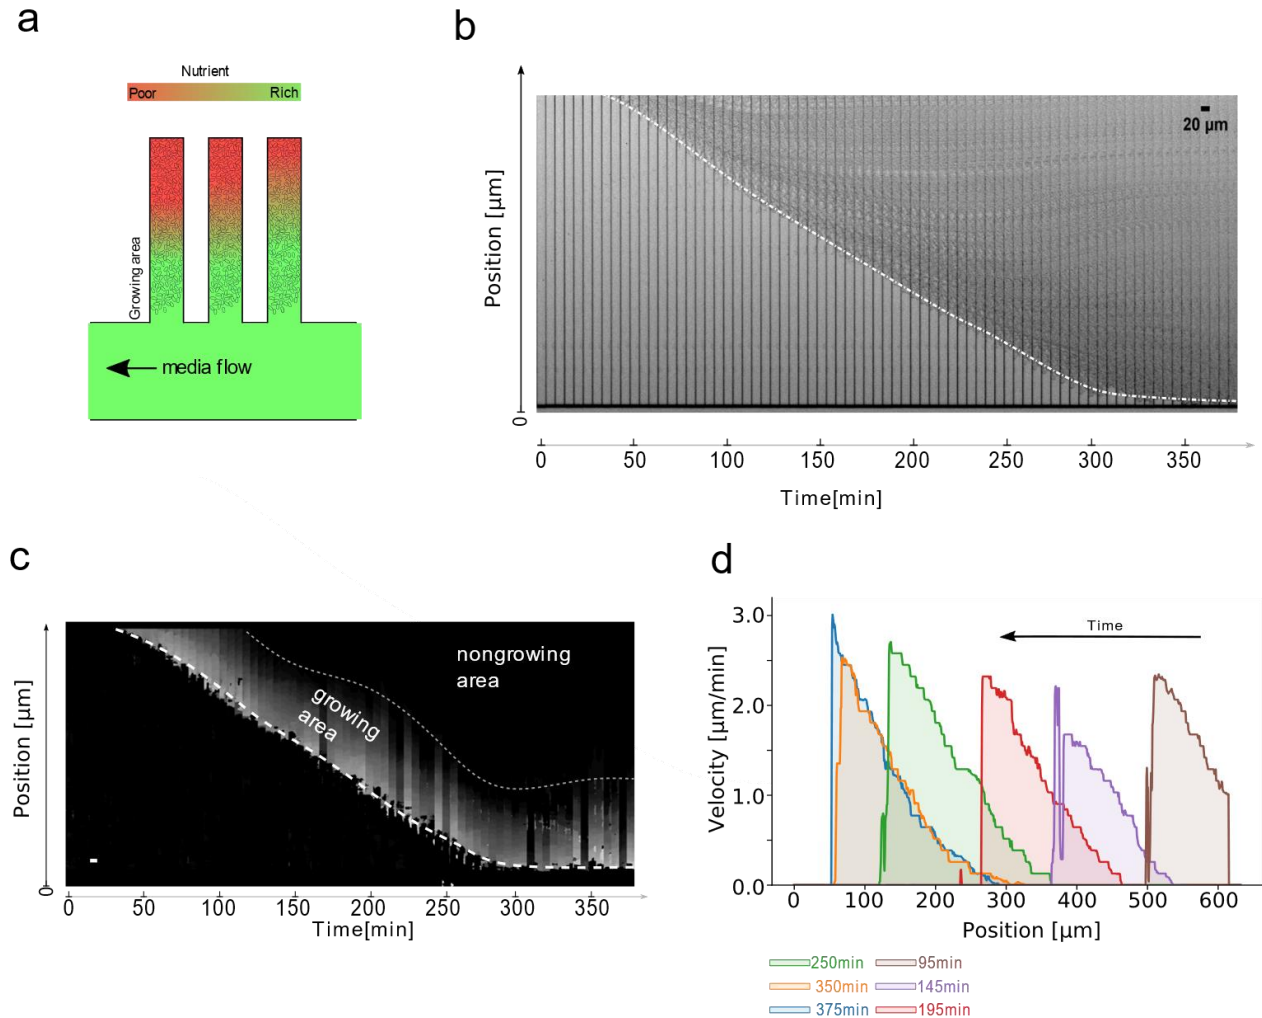 a
Nutrient
Poor Rich
Growing area
media flow
b
Position [µm]
20 µm
0
0 50 100 150 200 250 300 350
Time[min]
c
Position [µm]
nongrowing
area
growing
area
0
0 50 100 150 200 250 300 350
Time[min]
d
Velocity [µm/min]
3.0
2.0
1.0
0.0
Time
0 100 200 300 400 500 600
Position [µm]
250min 95min
350min 145min
375min 195min